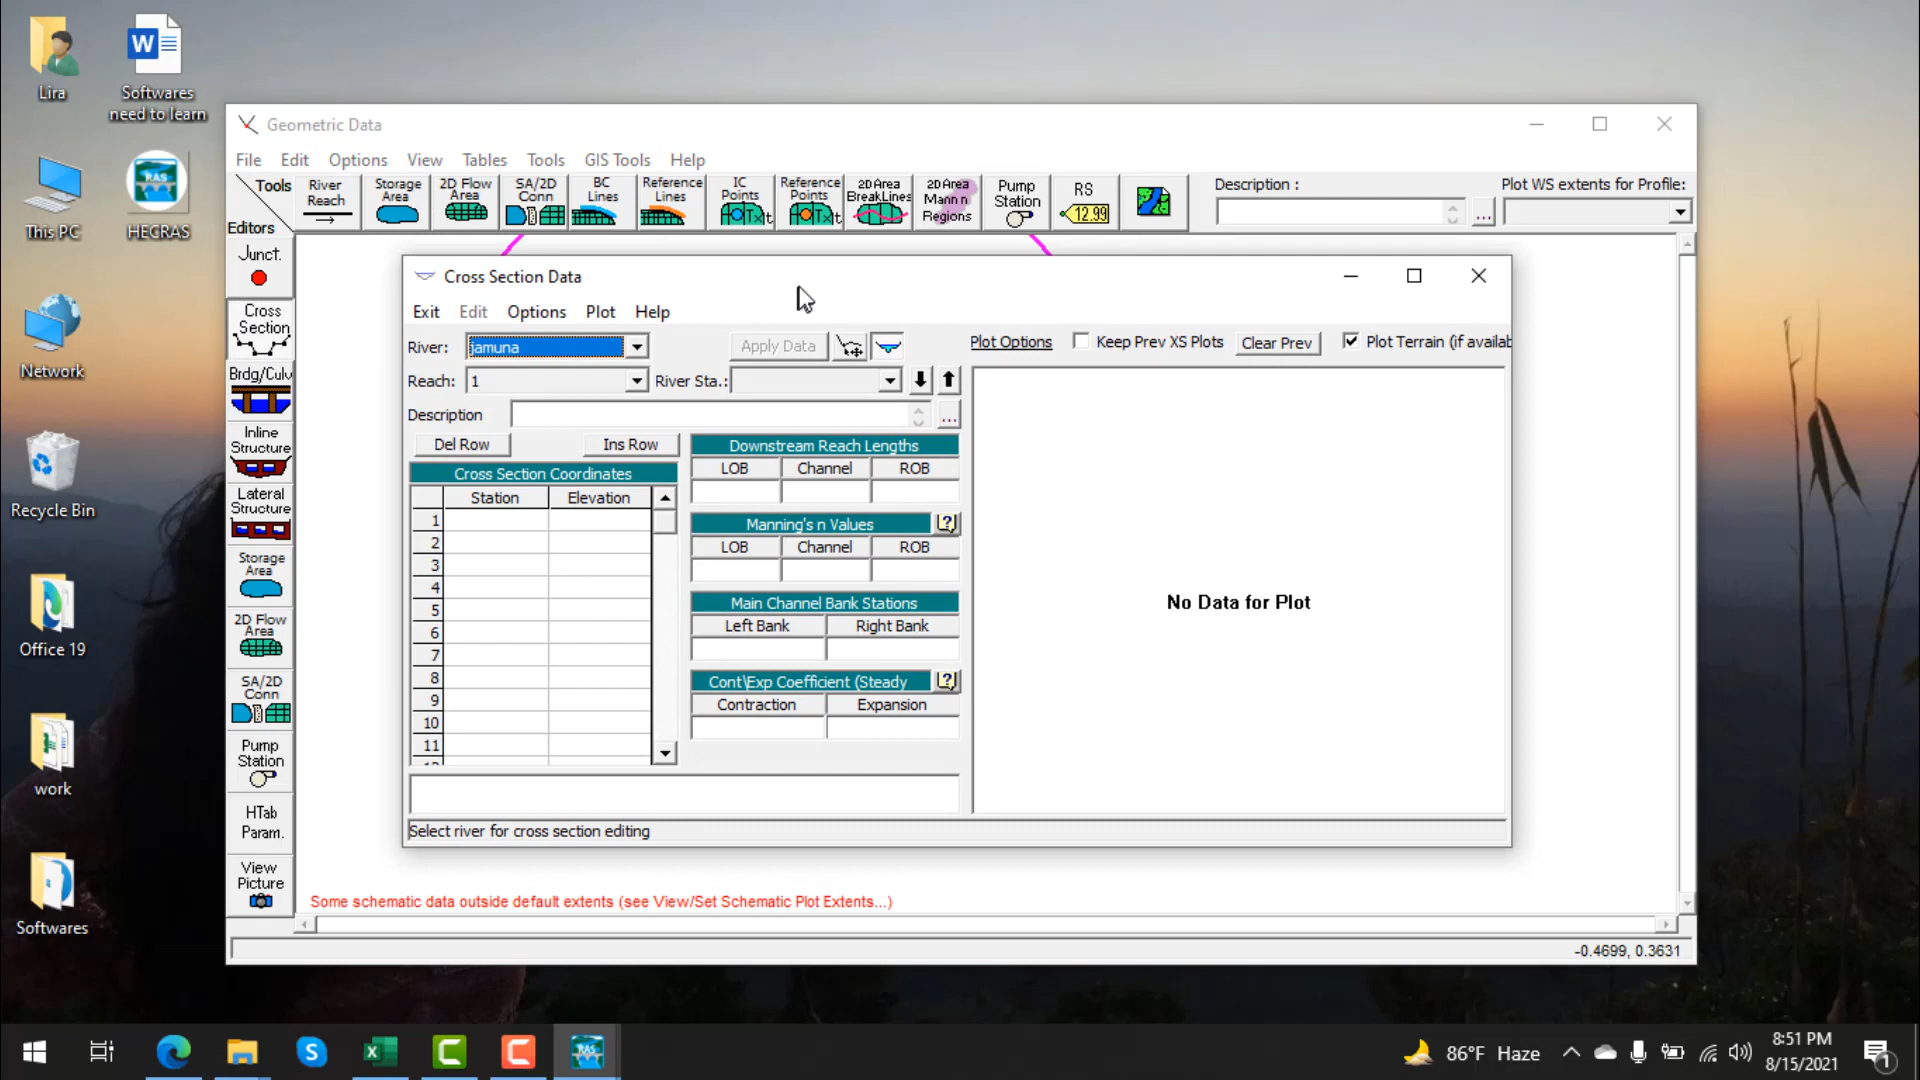 Lira
Softwares
need to learn
This PC
HECRAS
Network
Recycle Bin
Office 19
work
Softwares
Geometric Data
File Edit Options View Tables Tools GIS Tools Help
Tools
Editors
River
Reach
Storage
Area
2D Flow
Area
SA/2D
Conn
BC
Lines
Reference
Lines
IC
Points
Reference
Points
2D Area
BreakLines
2D Area
Mann n
Regions
Pump
Station
RS
12.99
Description :
...
Plot WS extents for Profile:
Junct.
Cross
Section
Brdg/Culv
Inline
Structure
Lateral
Structure
Storage
Area
2D Flow
Area
SA/2D
Conn
Pump
Station
HTab
Param.
View
Picture
Cross Section Data
Exit Edit Options Plot Help
River: jamuna Apply Data
Plot Options Keep Prev XS Plots Clear Prev Plot Terrain (if availab
Reach: 1 River Sta.:
Description ...
Del Row Ins Row
Cross Section Coordinates
Station Elevation
1
2
3
4
5
6
7
8
9
10
11
Downstream Reach Lengths
LOB Channel ROB
Manning's n Values
LOB Channel ROB
Main Channel Bank Stations
Left Bank Right Bank
Cont\Exp Coefficient (Steady
Contraction Expansion
No Data for Plot
Select river for cross section editing
Some schematic data outside default extents (see View/Set Schematic Plot Extents...)
-0.4699, 0.3631
86°F Haze
8:51 PM
8/15/2021
1